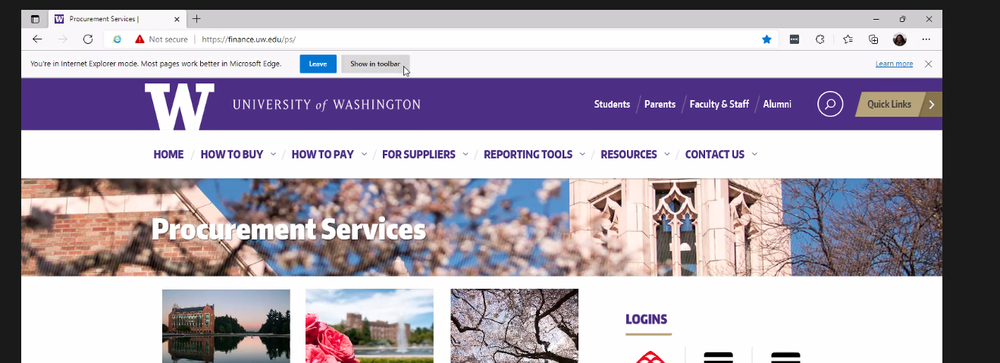 Procurement Services |
Not secure | https://finance.uw.edu/ps/
You're in Internet Explorer mode. Most pages work better in Microsoft Edge. Leave Show in toolbar Learn more
W UNIVERSITY of WASHINGTON Students / Parents / Faculty & Staff / Alumni Quick Links
HOME / HOW TO BUY / HOW TO PAY / FOR SUPPLIERS / REPORTING TOOLS / RESOURCES / CONTACT US
Procurement Services
LOGINS